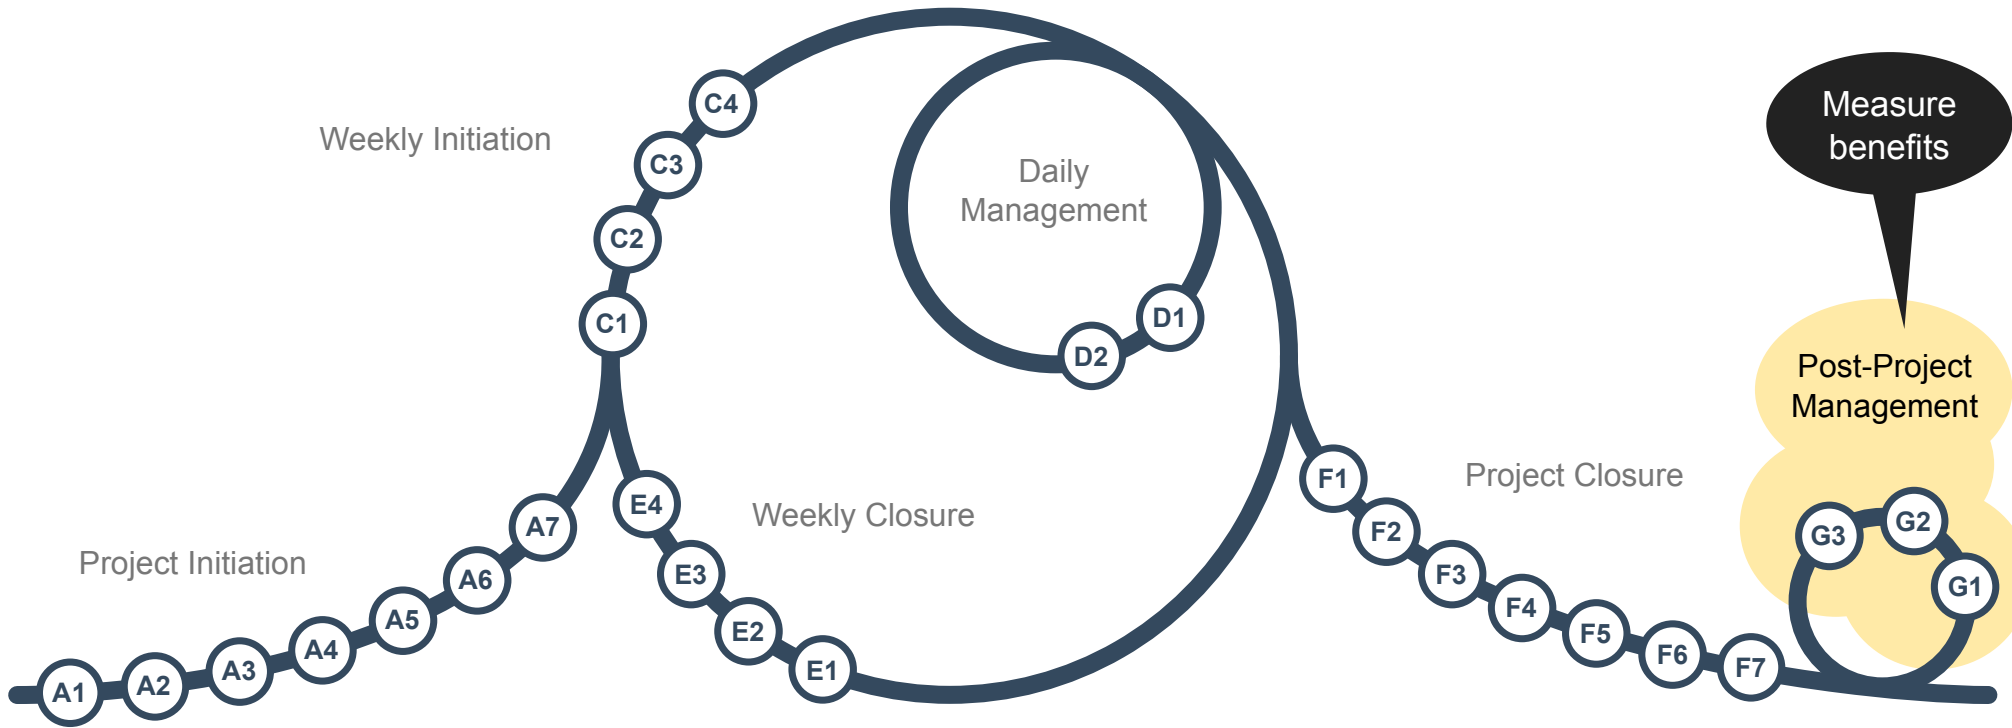 Weekly Initiation
C4
C3
C2
C1
Daily
Management
D1
D2
Measure
benefits
Post-Project
Management
Project Initiation
A1
A2
A3
A4
A5
A6
A7
Weekly Closure
E4
E3
E2
E1
Project Closure
F1
F2
F3
F4
F5
F6
F7
G3
G2
G1